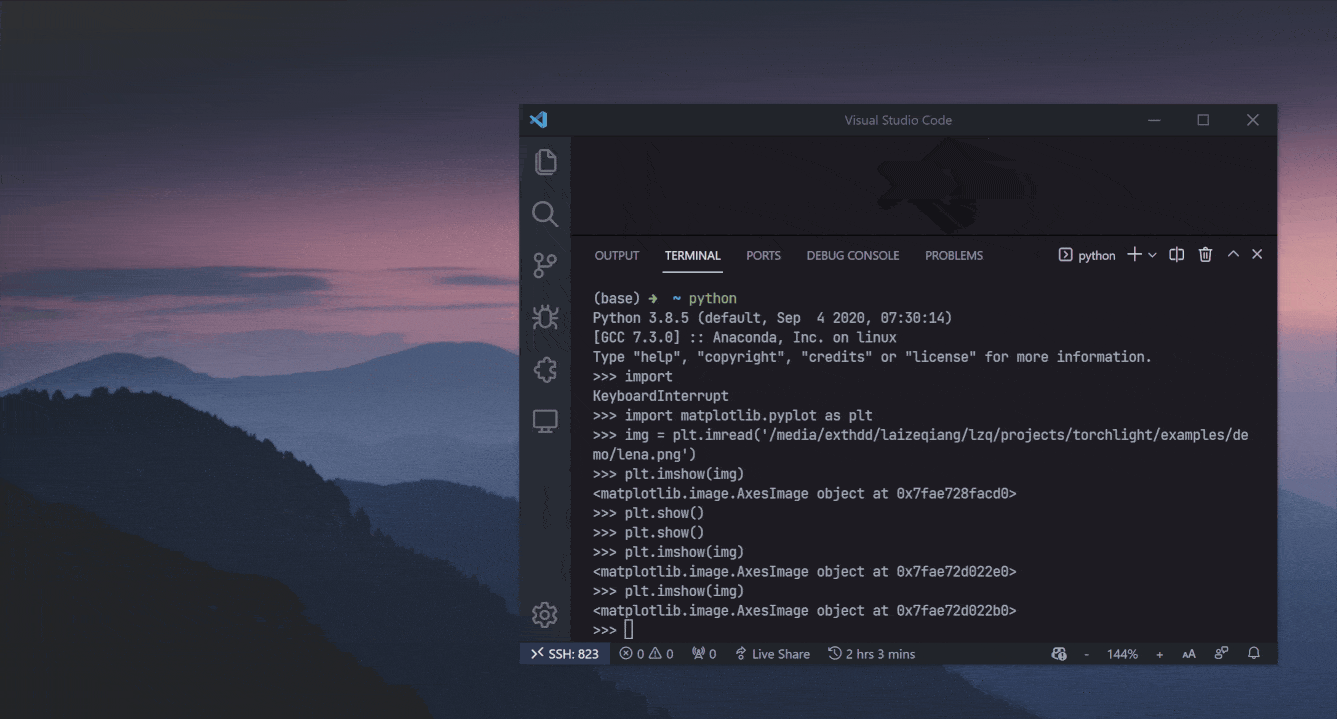 Visual Studio Code
OUTPUT TERMINAL PORTS DEBUG CONSOLE PROBLEMS python
(base) ➜ ~ python
Python 3.8.5 (default, Sep  4 2020, 07:30:14)
[GCC 7.3.0] :: Anaconda, Inc. on linux
Type "help", "copyright", "credits" or "license" for more information.
>>> import
KeyboardInterrupt
>>> import matplotlib.pyplot as plt
>>> img = plt.imread('/media/exthdd/laizeqiang/lzq/projects/torchlight/examples/de
mo/lena.png')
>>> plt.imshow(img)
<matplotlib.image.AxesImage object at 0x7fae728facd0>
>>> plt.show()
>>> plt.show()
>>> plt.imshow(img)
<matplotlib.image.AxesImage object at 0x7fae72d022e0>
>>> plt.imshow(img)
<matplotlib.image.AxesImage object at 0x7fae72d022b0>
>>>
SSH: 823 0 0 0 Live Share 2 hrs 3 mins - 144% + AA